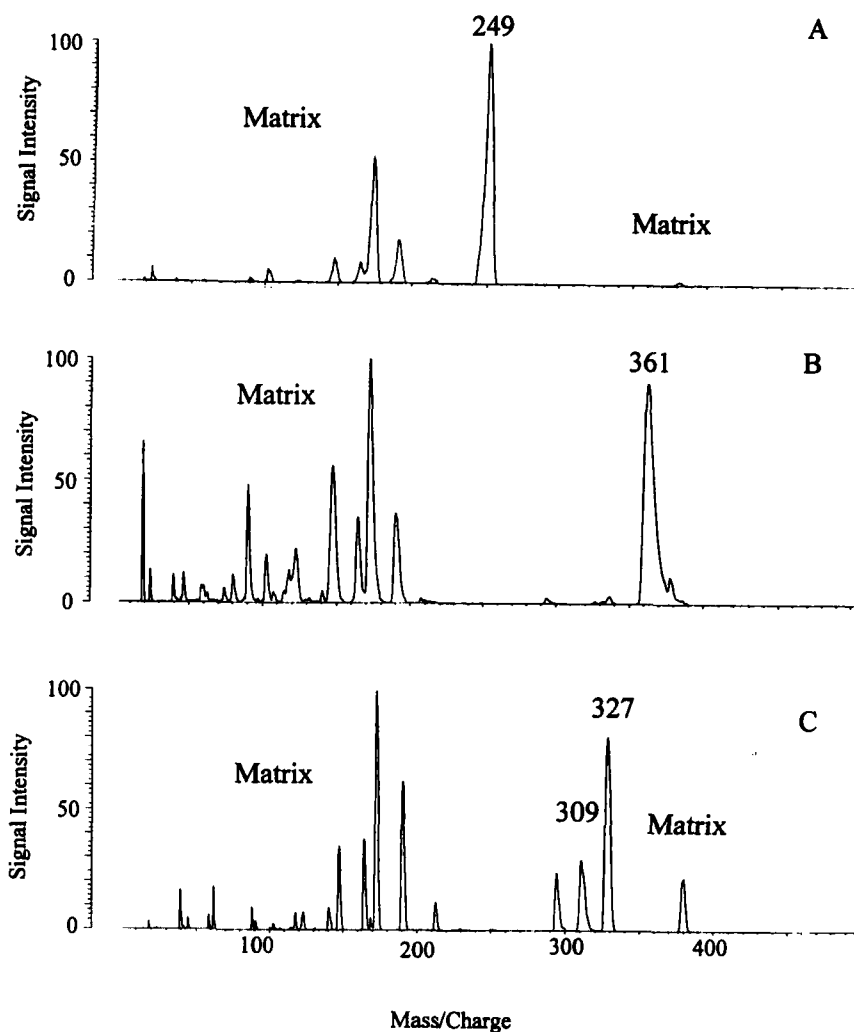 249
A
100
Matrix
Signal Intensity
50
Matrix
0
100
361
B
Matrix
Signal Intensity
50
0
100
327
C
Matrix
Signal Intensity
50
309
Matrix
0
100
200
300
400
Mass/Charge